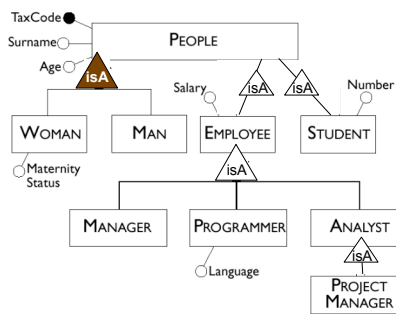 TaxCode
PEOPLE
Surname
Age
isA
Salary
isA
isA
Number
WOMAN
MAN
EMPLOYEE
STUDENT
Maternity
Status
isA
MANAGER
PROGRAMMER
ANALYST
Language
isA
PROJECT
MANAGER